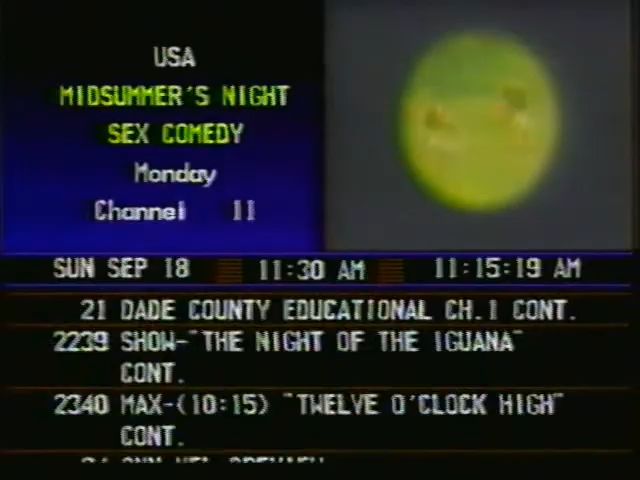 USA
MIDSUMMER'S NIGHT
SEX COMEDY
Monday
Channel 11
SUN SEP 18 11:30 AM 11:15:19 AM
21 DADE COUNTY EDUCATIONAL CH.1 CONT.
2239 SHOW-"THE NIGHT OF THE IGUANA"
CONT.
2340 MAX-(10:15) "TWELVE O'CLOCK HIGH"
CONT.